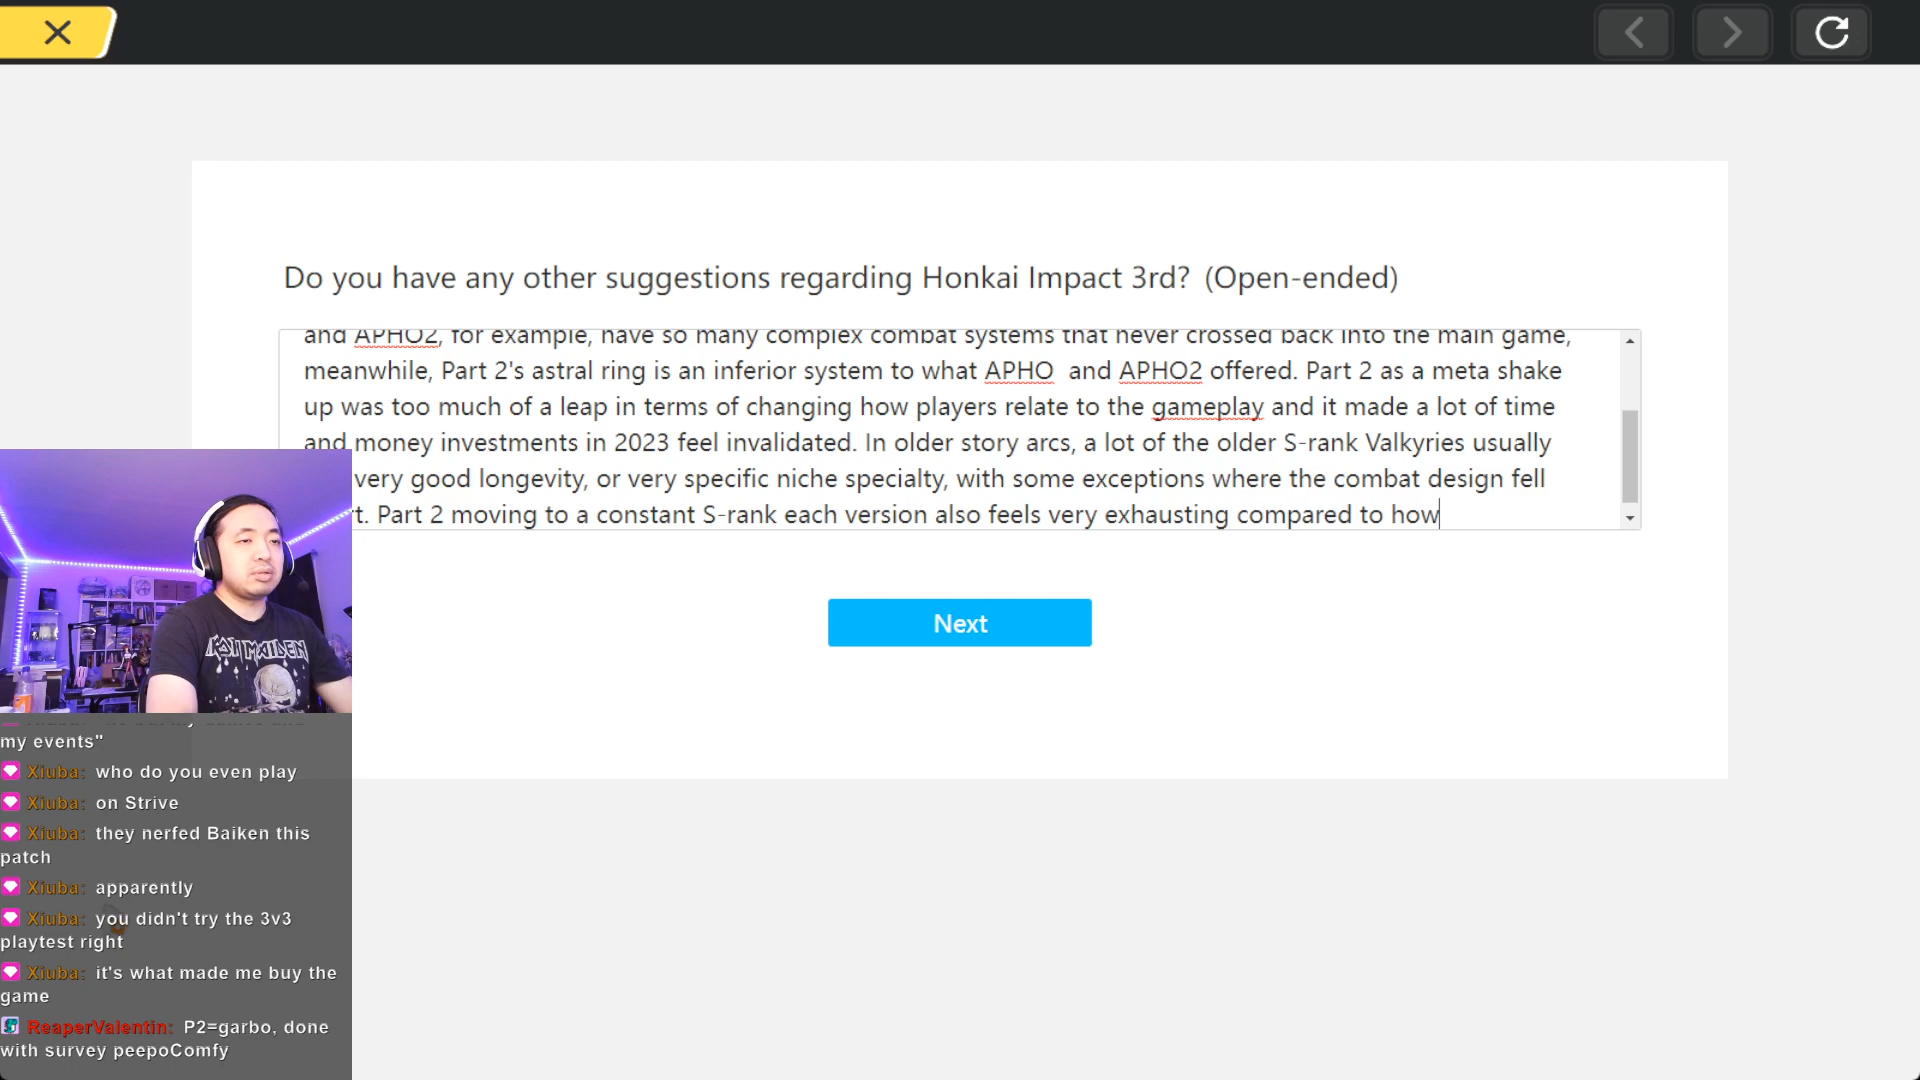 Do you have any other suggestions regarding Honkai Impact 3rd? (Open-ended)
and APHO2, for example, have so many complex combat systems that never crossed back into the main game,
meanwhile, Part 2's astral ring is an inferior system to what APHO  and APHO2 offered. Part 2 as a meta shake
up was too much of a leap in terms of changing how players relate to the gameplay and it made a lot of time
and money investments in 2023 feel invalidated. In older story arcs, a lot of the older S-rank Valkyries usually
very good longevity, or very specific niche specialty, with some exceptions where the combat design fell
t. Part 2 moving to a constant S-rank each version also feels very exhausting compared to how
Next
IRON MAIDEN
my events"
Xiuba: who do you even play
Xiuba: on Strive
Xiuba: they nerfed Baiken this
patch
Xiuba: apparently
Xiuba: you didn't try the 3v3
playtest right
Xiuba: it's what made me buy the
game
ReaperValentin: P2=garbo, done
with survey peepoComfy